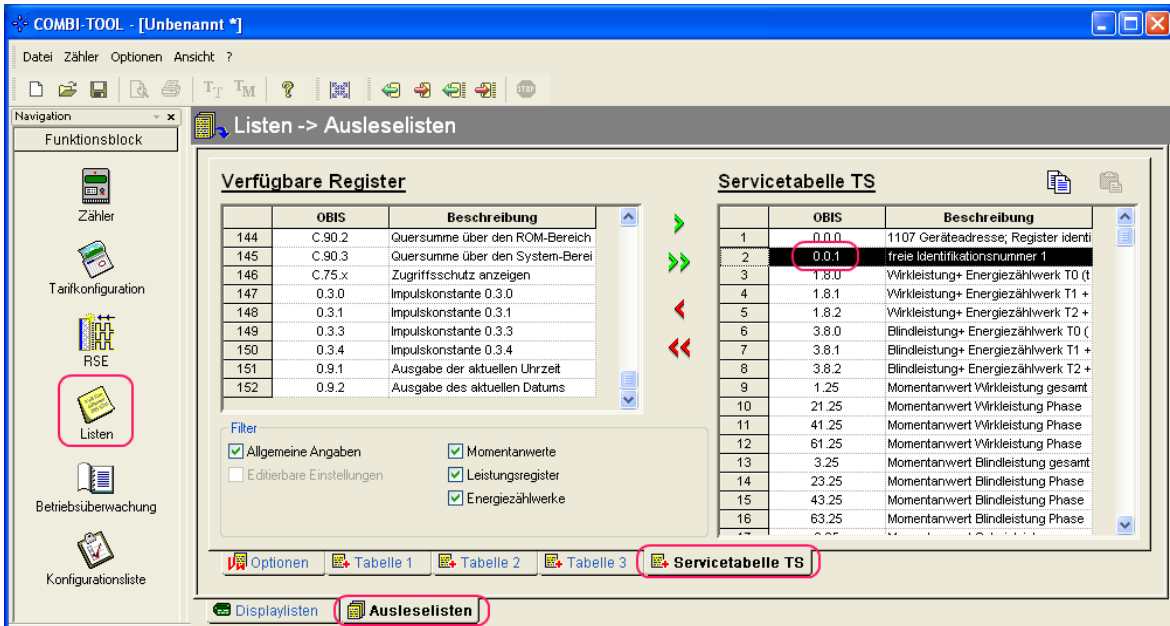 COMBI-TOOL - [Unbenannt *]
Datei Zähler Optionen Ansicht ?
TT TM ? STOP
Navigation x
Funktionsblock
Zähler
Tarifkonfiguration
RSE
Listen
Betriebsüberwachung
Konfigurationsliste
Listen -> Ausleselisten
Verfügbare Register
OBIS Beschreibung
144 C.90.2 Quersumme über den ROM-Bereich
145 C.90.3 Quersumme über den System-Berei
146 C.75.x Zugriffsschutz anzeigen
147 0.3.0 Impulskonstante 0.3.0
148 0.3.1 Impulskonstante 0.3.1
149 0.3.3 Impulskonstante 0.3.3
150 0.3.4 Impulskonstante 0.3.4
151 0.9.1 Ausgabe der aktuellen Uhrzeit
152 0.9.2 Ausgabe des aktuellen Datums
Filter
Allgemeine Angaben
Editierbare Einstellungen
Momentanwerte
Leistungsregister
Energiezählwerke
Servicetabelle TS
OBIS Beschreibung
1 0.0.0 1107 Geräteadresse; Register identi
2 0.0.1 freie Identifikationsnummer 1
3 1.8.0 Wirkleistung+ Energiezählwerk T0 (t
4 1.8.1 Wirkleistung+ Energiezählwerk T1 +
5 1.8.2 Wirkleistung+ Energiezählwerk T2 +
6 3.8.0 Blindleistung+ Energiezählwerk T0 (
7 3.8.1 Blindleistung+ Energiezählwerk T1 +
8 3.8.2 Blindleistung+ Energiezählwerk T2 +
9 1.25 Momentanwert Wirkleistung gesamt
10 21.25 Momentanwert Wirkleistung Phase
11 41.25 Momentanwert Wirkleistung Phase
12 61.25 Momentanwert Wirkleistung Phase
13 3.25 Momentanwert Blindleistung gesamt
14 23.25 Momentanwert Blindleistung Phase
15 43.25 Momentanwert Blindleistung Phase
16 63.25 Momentanwert Blindleistung Phase
Optionen Tabelle 1 Tabelle 2 Tabelle 3 Servicetabelle TS
Displaylisten Ausleselisten